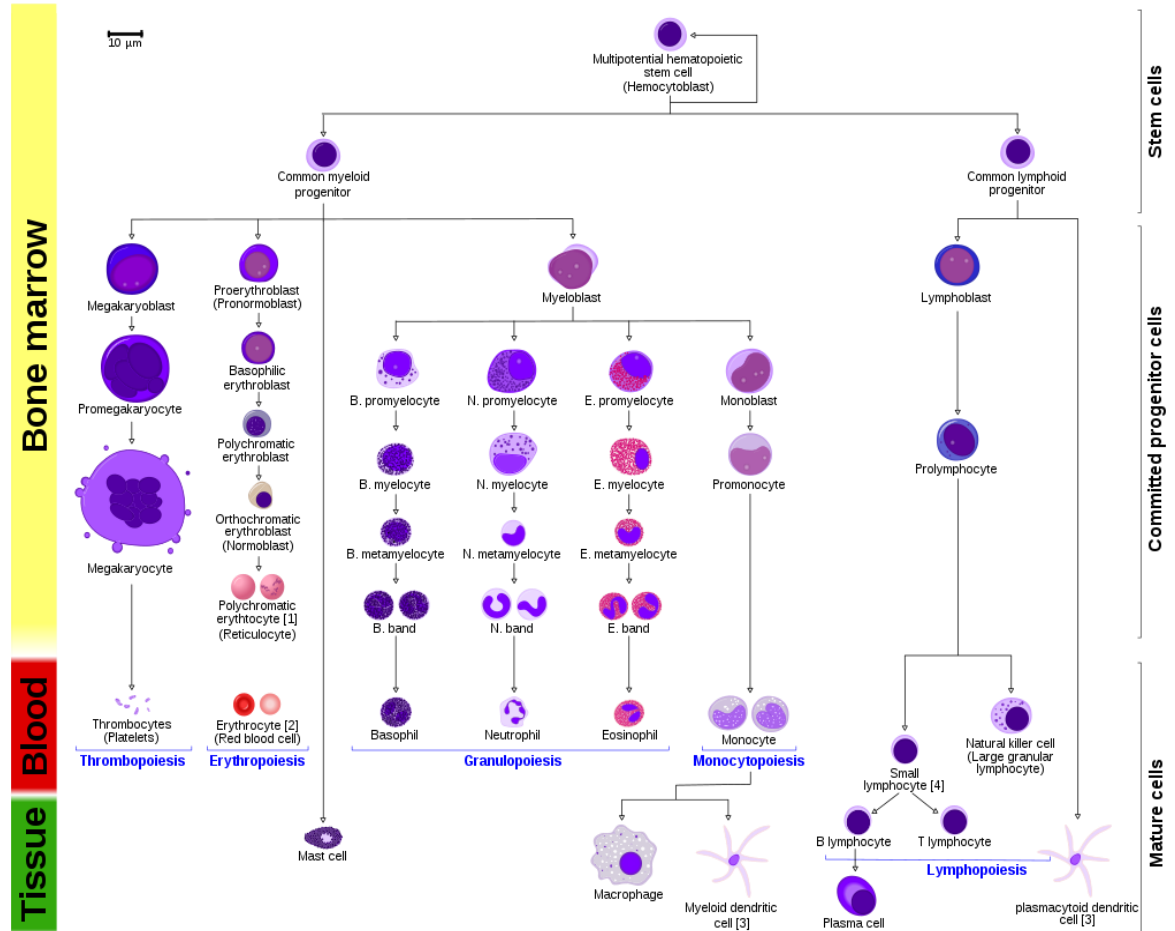 10 μm
Multipotential hematopoietic
stem cell
(Hemocytoblast)
Common myeloid
progenitor
Common lymphoid
progenitor
Stem cells
Bone marrow
Megakaryoblast
Proerythroblast
(Pronormoblast)
Myeloblast
Lymphoblast
Promegakaryocyte
Basophilic
erythroblast
B. promyelocyte
N. promyelocyte
E. promyelocyte
Monoblast
Polychromatic
erythroblast
B. myelocyte
N. myelocyte
E. myelocyte
Promonocyte
Prolymphocyte
Committed progenitor cells
Megakaryocyte
Orthochromatic
erythroblast
(Normoblast)
B. metamyelocyte
N. metamyelocyte
E. metamyelocyte
Polychromatic
erythtocyte [1]
(Reticulocyte)
B. band
N. band
E. band
Blood
Thrombocytes
(Platelets)
Erythrocyte [2]
(Red blood cell)
Basophil
Neutrophil
Eosinophil
Monocyte
Small
lymphocyte [4]
Natural killer cell
(Large granular
lymphocyte)
Thrombopoiesis
Erythropoiesis
Granulopoiesis
Monocytopoiesis
Tissue
Mast cell
Macrophage
Myeloid dendritic
cell [3]
B lymphocyte
T lymphocyte
Lymphopoiesis
Plasma cell
plasmacytoid dendritic
cell [3]
Mature cells